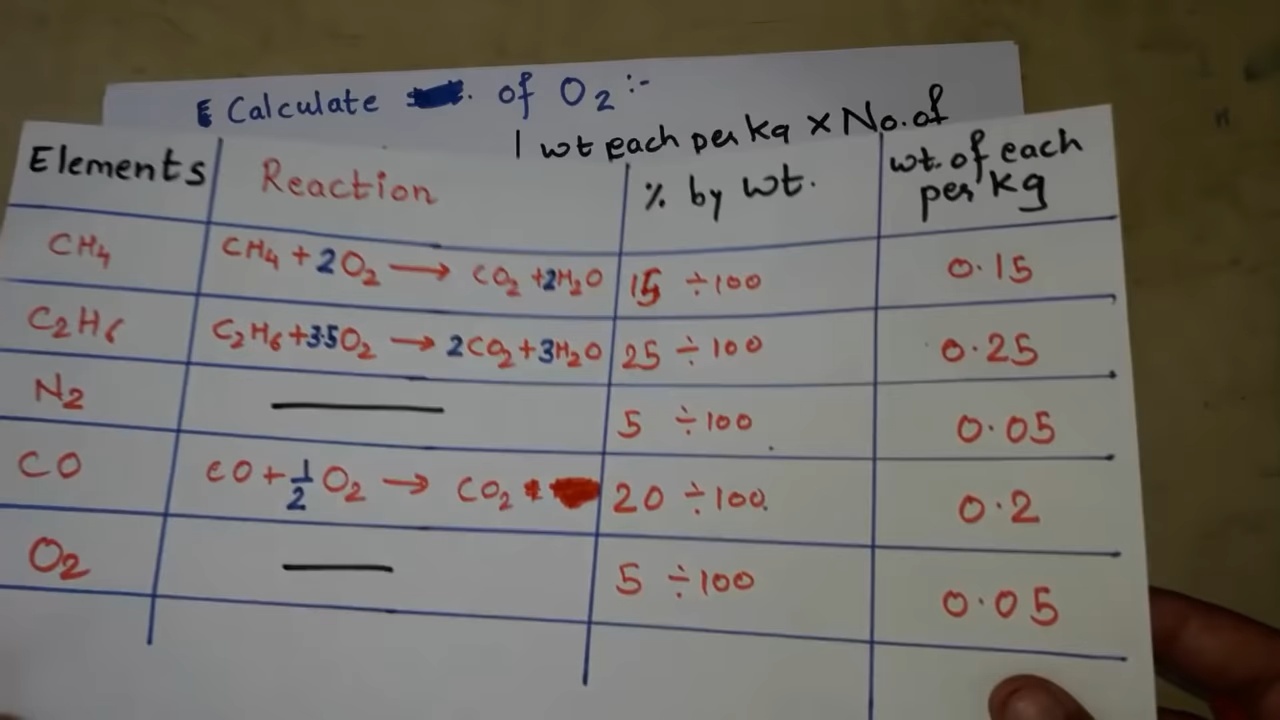 Calculate of O2 :-
1 wt each per kg × No. of
Elements Reaction % by wt. wt. of each per kg
CH4 CH4 + 2O2 → CO2 + 2H2O 15 ÷100 0.15
C2H6 C2H6 + 3.5O2 → 2CO2 + 3H2O 25 ÷100 0.25
N2 — 5 ÷100 0.05
CO CO + 1/2 O2 → CO2 20 ÷100 0.2
O2 — 5 ÷100 0.05